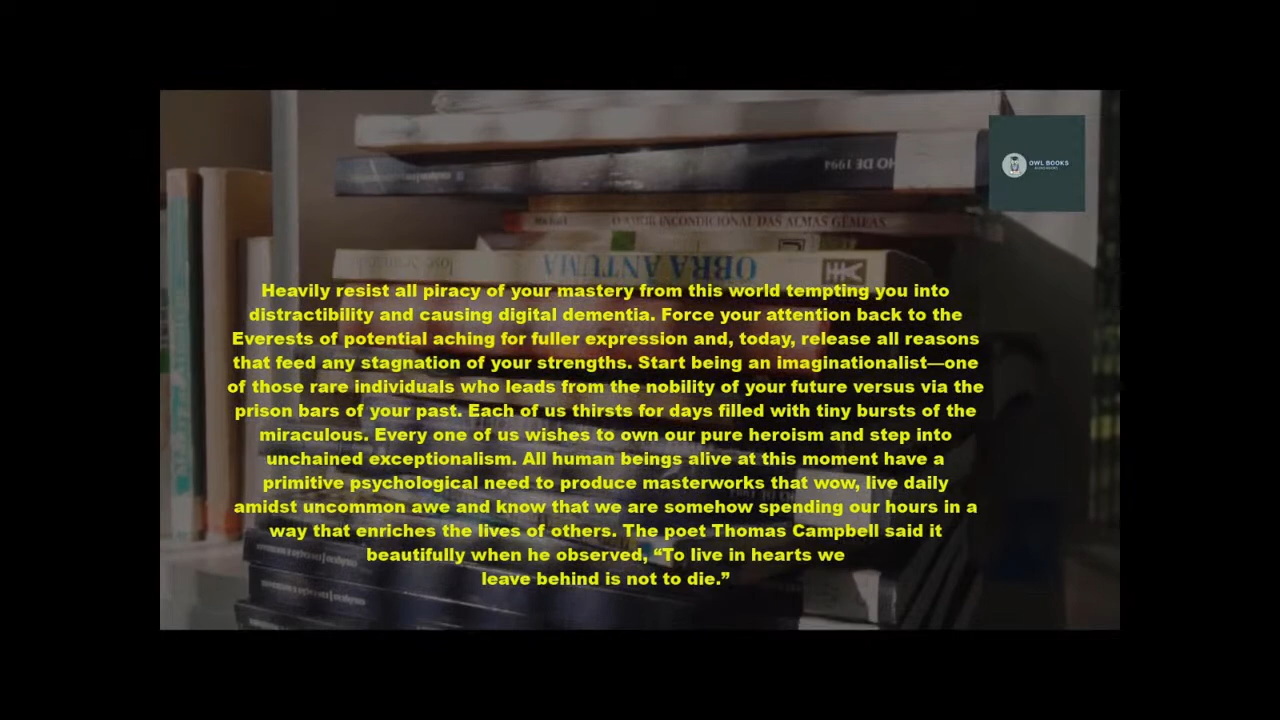 HO DE 1994
OWL BOOKS
O AMOR INCONDICIONAL DAS ALMAS GÊMEAS
OBRA ANTUMA
Heavily resist all piracy of your mastery from this world tempting you into
distractibility and causing digital dementia. Force your attention back to the
Everests of potential aching for fuller expression and, today, release all reasons
that feed any stagnation of your strengths. Start being an imaginationalist—one
of those rare individuals who leads from the nobility of your future versus via the
prison bars of your past. Each of us thirsts for days filled with tiny bursts of the
miraculous. Every one of us wishes to own our pure heroism and step into
unchained exceptionalism. All human beings alive at this moment have a
primitive psychological need to produce masterworks that wow, live daily
amidst uncommon awe and know that we are somehow spending our hours in a
way that enriches the lives of others. The poet Thomas Campbell said it
beautifully when he observed, “To live in hearts we
leave behind is not to die.”